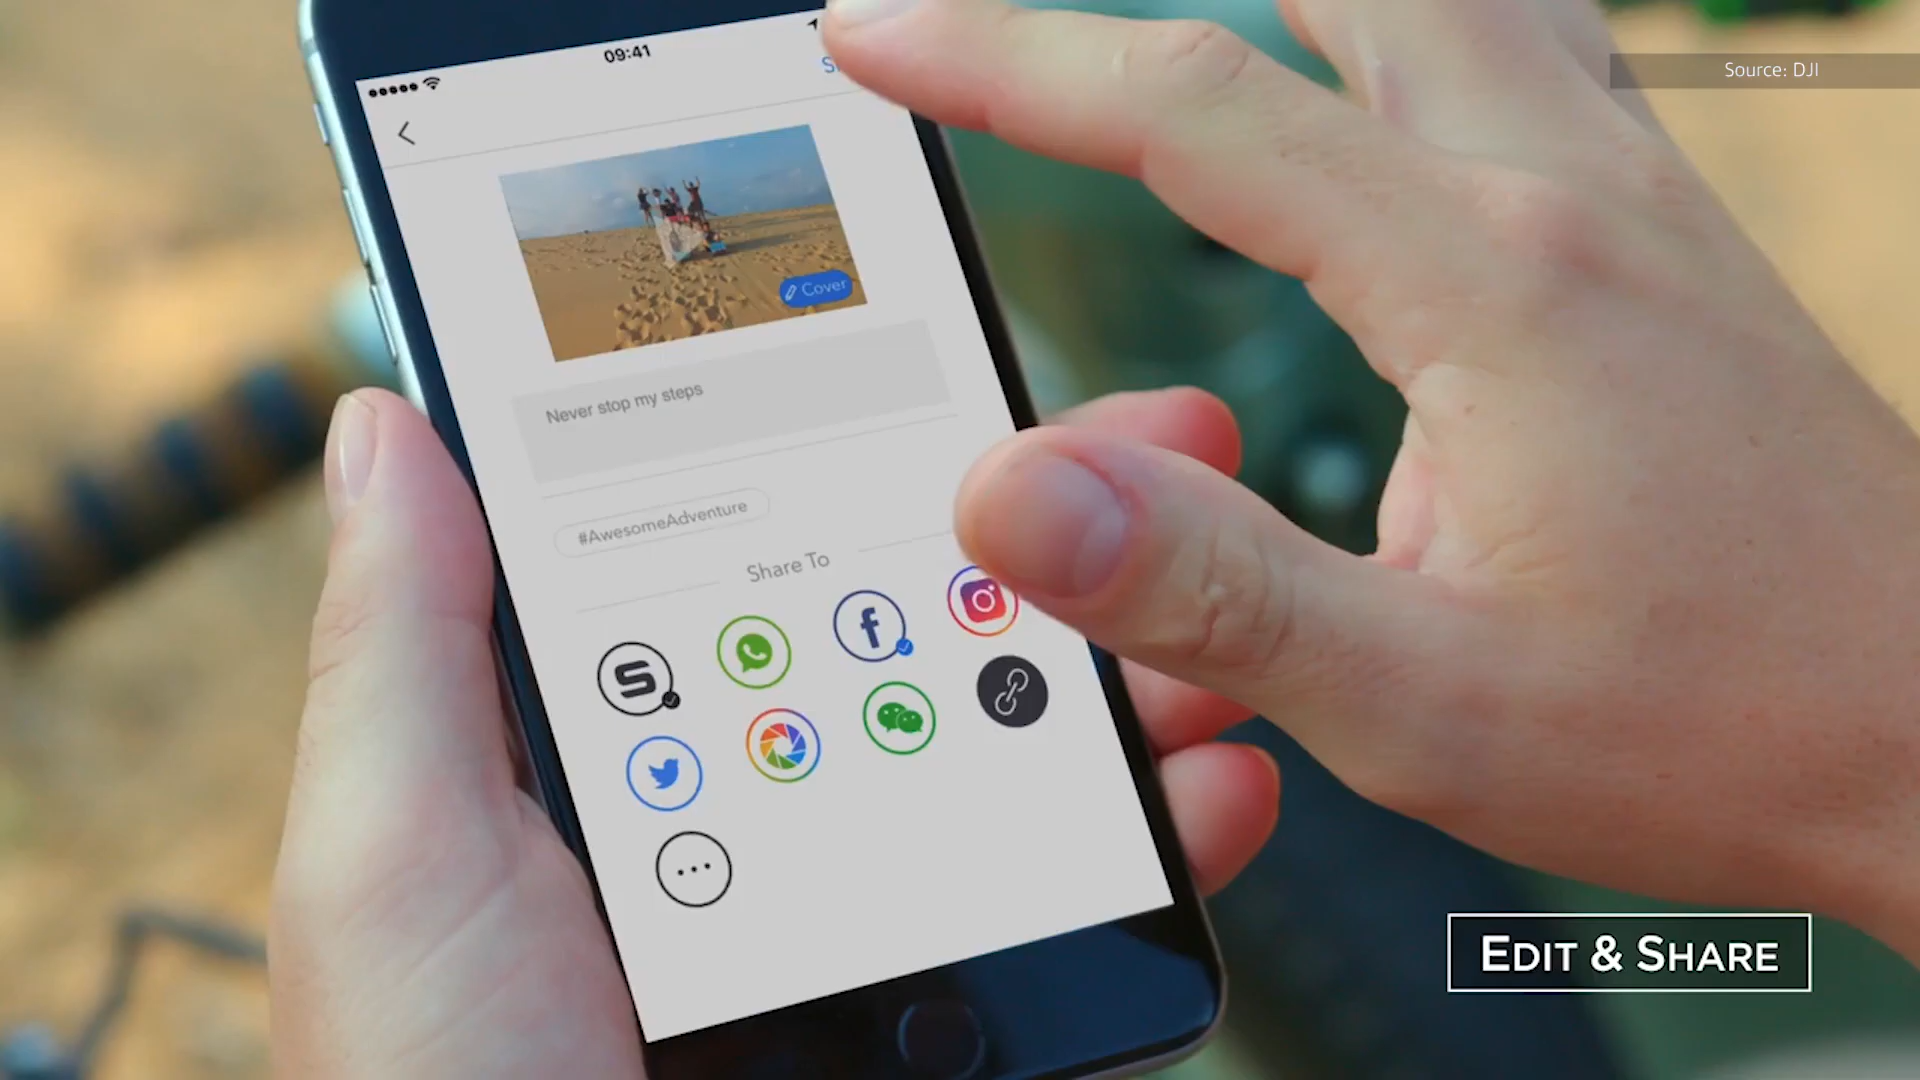 Source: DJI
09:41
Cover
Never stop my steps
#AwesomeAdventure
Share To
EDIT & SHARE